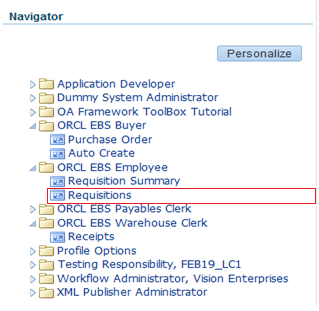 Navigator
Personalize
Application Developer
Dummy System Administrator
OA Framework ToolBox Tutorial
ORCL EBS Buyer
Purchase Order
Auto Create
ORCL EBS Employee
Requisition Summary
Requisitions
ORCL EBS Payables Clerk
ORCL EBS Warehouse Clerk
Receipts
Profile Options
Testing Responsibility, FEB19_LC1
Workflow Administrator, Vision Enterprises
XML Publisher Administrator